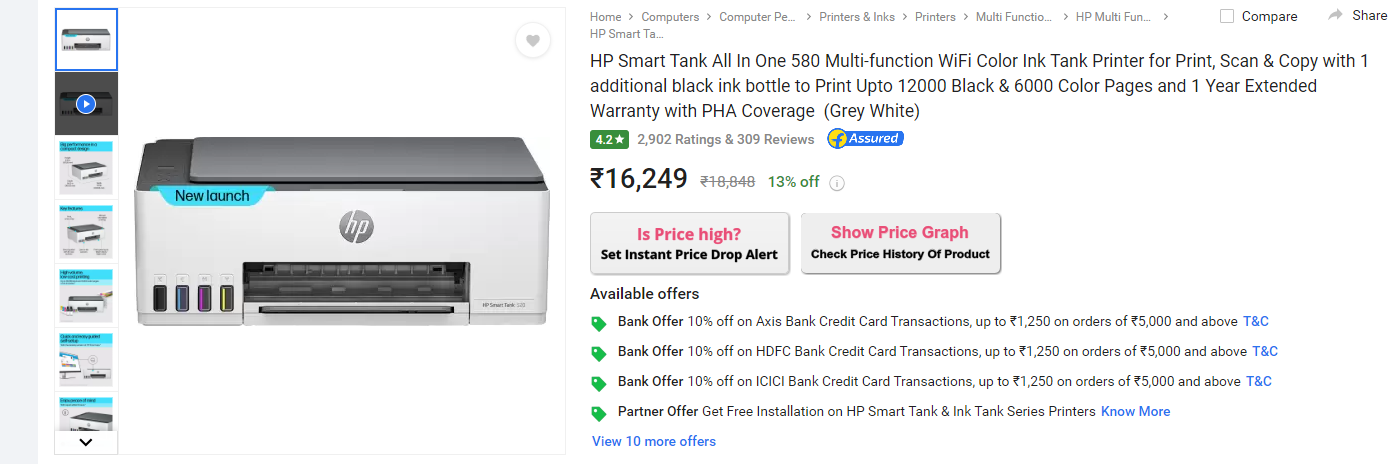 Home > Computers > Computer Pe... > Printers & Inks > Printers > Multi Functio... > HP Multi Fun... >
HP Smart Ta...
Compare
Share
HP Smart Tank All In One 580 Multi-function WiFi Color Ink Tank Printer for Print, Scan & Copy with 1
additional black ink bottle to Print Upto 12000 Black & 6000 Color Pages and 1 Year Extended
Warranty with PHA Coverage (Grey White)
4.2★ 2,902 Ratings & 309 Reviews Assured
₹16,249 ₹18,848 13% off
Is Price high?
Set Instant Price Drop Alert
Show Price Graph
Check Price History Of Product
Available offers
Bank Offer 10% off on Axis Bank Credit Card Transactions, up to ₹1,250 on orders of ₹5,000 and above T&C
Bank Offer 10% off on HDFC Bank Credit Card Transactions, up to ₹1,250 on orders of ₹5,000 and above T&C
Bank Offer 10% off on ICICI Bank Credit Card Transactions, up to ₹1,250 on orders of ₹5,000 and above T&C
Partner Offer Get Free Installation on HP Smart Tank & Ink Tank Series Printers Know More
View 10 more offers
New launch
hp
HP Smart Tank